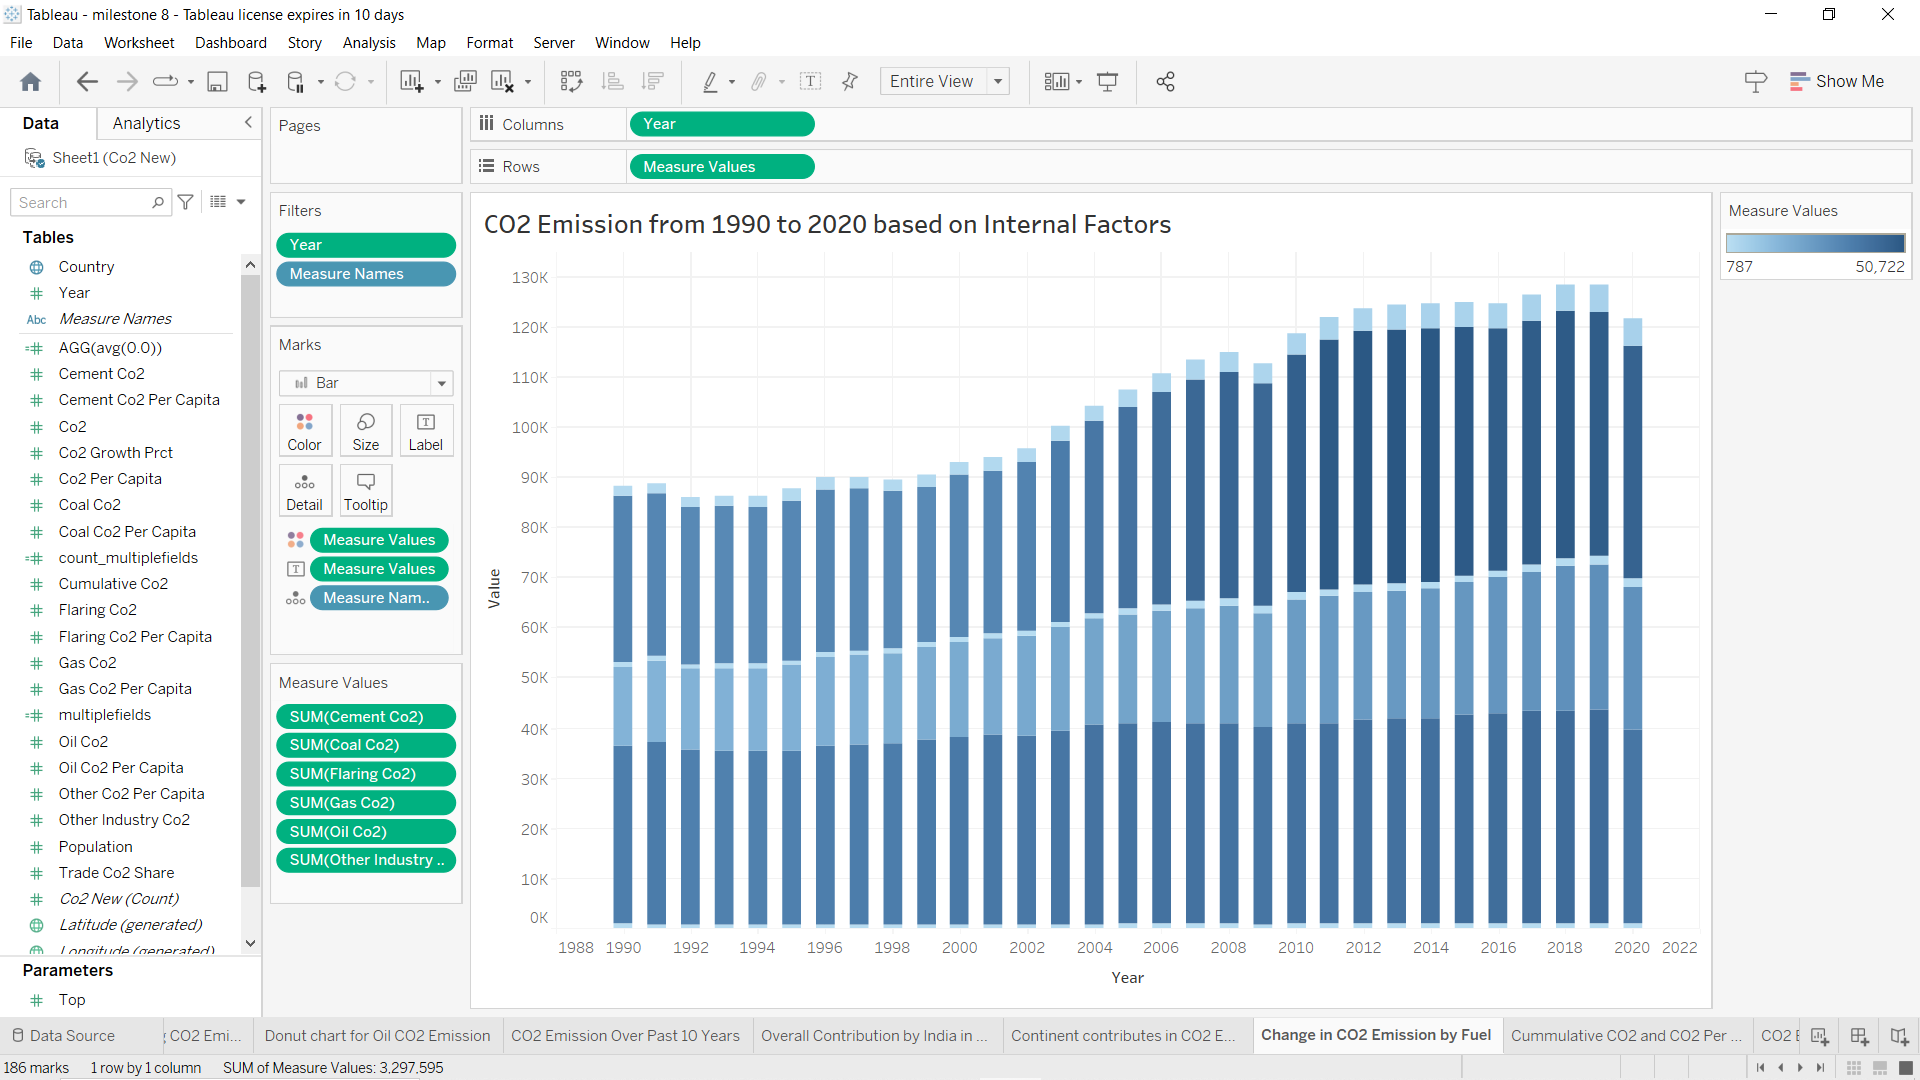 Tableau - milestone 8 - Tableau license expires in 10 days
File Data Worksheet Dashboard Story Analysis Map Format Server Window Help
Entire View
Show Me
Data Analytics
Sheet1 (Co2 New)
Search
Tables
Country
Year
Abc Measure Names
AGG(avg(0.0))
Cement Co2
Cement Co2 Per Capita
Co2
Co2 Growth Prct
Co2 Per Capita
Coal Co2
Coal Co2 Per Capita
count_multiplefields
Cumulative Co2
Flaring Co2
Flaring Co2 Per Capita
Gas Co2
Gas Co2 Per Capita
multiplefields
Oil Co2
Oil Co2 Per Capita
Other Co2 Per Capita
Other Industry Co2
Population
Trade Co2 Share
Co2 New (Count)
Latitude (generated)
Longitude (generated)
Parameters
Top
Pages
Filters
Year
Measure Names
Marks
Bar
Color Size Label
Detail Tooltip
Measure Values
Measure Values
Measure Nam..
Measure Values
SUM(Cement Co2)
SUM(Coal Co2)
SUM(Flaring Co2)
SUM(Gas Co2)
SUM(Oil Co2)
SUM(Other Industry ..
Columns Year
Rows Measure Values
CO2 Emission from 1990 to 2020 based on Internal Factors
130K
120K
110K
100K
90K
80K
70K
60K
50K
40K
30K
20K
10K
0K
Value
1988 1990 1992 1994 1996 1998 2000 2002 2004 2006 2008 2010 2012 2014 2016 2018 2020 2022
Year
Measure Values
787 50,722
Data Source CO2 Emi... Donut chart for Oil CO2 Emission CO2 Emission Over Past 10 Years Overall Contribution by India in ... Continent contributes in CO2 E... Change in CO2 Emission by Fuel Cummulative CO2 and CO2 Per ... CO2 E
186 marks 1 row by 1 column SUM of Measure Values: 3,297,595